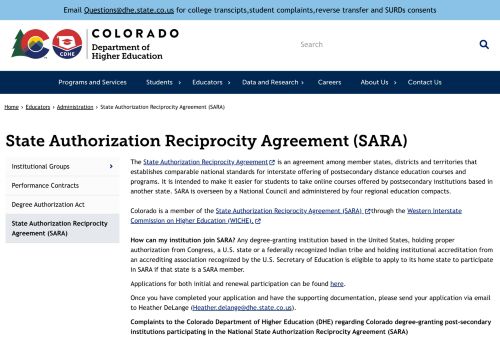 Email Questions@dhe.state.co.us for college transcipts,student complaints,reverse transfer and SURDs consents
COLORADO
Department of
Higher Education
CDHE
Search
Programs and Services Students Educators Data and Research Careers About Us Contact Us
Home › Educators › Administration › State Authorization Reciprocity Agreement (SARA)
State Authorization Reciprocity Agreement (SARA)
Institutional Groups
Performance Contracts
Degree Authorization Act
State Authorization Reciprocity
Agreement (SARA)
The State Authorization Reciprocity Agreement is an agreement among member states, districts and territories that
establishes comparable national standards for interstate offering of postsecondary distance education courses and
programs. It is intended to make it easier for students to take online courses offered by postsecondary institutions based in
another state. SARA is overseen by a National Council and administered by four regional education compacts.
Colorado is a member of the State Authorization Reciprocity Agreement (SARA) through the Western Interstate
Commission on Higher Education (WICHE).
How can my institution join SARA? Any degree-granting institution based in the United States, holding proper
authorization from Congress, a U.S. state or a federally recognized Indian tribe and holding institutional accreditation from
an accrediting association recognized by the U.S. Secretary of Education is eligible to apply to its home state to participate
in SARA if that state is a SARA member.
Applications for both initial and renewal participation can be found here.
Once you have completed your application and have the supporting documentation, please send your application via email
to Heather DeLange (Heather.delange@dhe.state.co.us).
Complaints to the Colorado Department of Higher Education (DHE) regarding Colorado degree-granting post-secondary
institutions participating in the National State Authorization Reciprocity Agreement (SARA)